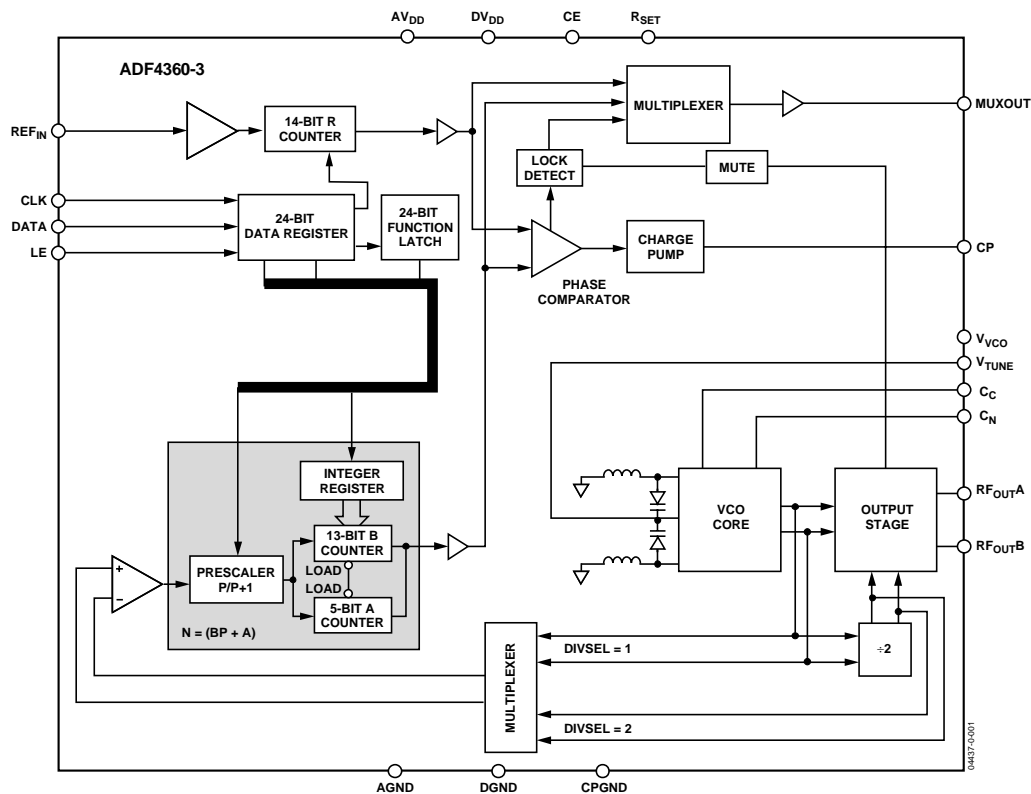 AVDD
DVDD
CE
RSET
ADF4360-3
REFIN
14-BIT R
COUNTER
MULTIPLEXER
MUXOUT
LOCK
DETECT
MUTE
CLK
DATA
LE
24-BIT
DATA REGISTER
24-BIT
FUNCTION
LATCH
CHARGE
PUMP
CP
PHASE
COMPARATOR
VVCO
VTUNE
CC
CN
INTEGER
REGISTER
13-BIT B
COUNTER
LOAD
LOAD
5-BIT A
COUNTER
PRESCALER
P/P+1
+
−
N = (BP + A)
VCO
CORE
OUTPUT
STAGE
RFOUTA
RFOUTB
MULTIPLEXER
DIVSEL = 1
DIVSEL = 2
÷2
04437-0-001
AGND
DGND
CPGND